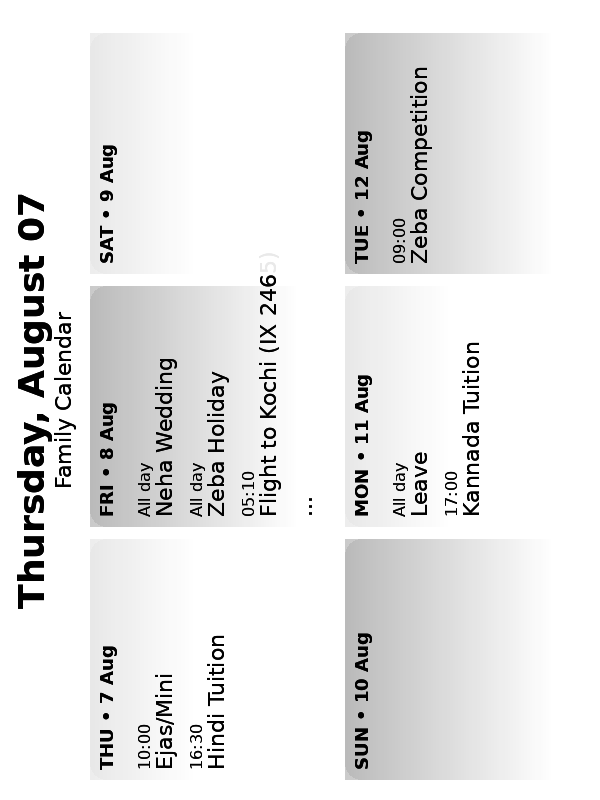 Thursday, August 07
Family Calendar
THU • 7 Aug
10:00
Ejas/Mini
16:30
Hindi Tuition
FRI • 8 Aug
All day
Neha Wedding
All day
Zeba Holiday
05:10
Flight to Kochi (IX 2465)
...
SAT • 9 Aug
SUN • 10 Aug
MON • 11 Aug
All day
Leave
17:00
Kannada Tuition
TUE • 12 Aug
09:00
Zeba Competition